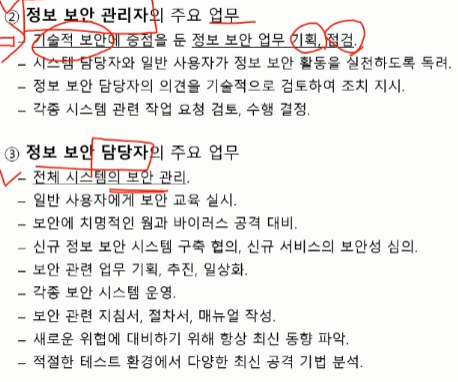 ② 정보 보안 관리자의 주요 업무
– 기술적 보안에 중점을 둔 정보 보안 업무 기획, 점검.
– 시스템 담당자와 일반 사용자가 정보 보안 활동을 실천하도록 독려.
– 정보 보안 담당자의 의견을 기술적으로 검토하여 조치 지시.
– 각종 시스템 관련 작업 요청 검토, 수행 결정.
③ 정보 보안 담당자의 주요 업무
– 전체 시스템의 보안 관리.
– 일반 사용자에게 보안 교육 실시.
– 보안에 치명적인 웜과 바이러스 공격 대비.
– 신규 정보 보안 시스템 구축 협의, 신규 서비스의 보안성 심의.
– 보안 관련 업무 기획, 추진, 일상화.
– 각종 보안 시스템 운영.
– 보안 관련 지침서, 절차서, 매뉴얼 작성.
– 새로운 위협에 대비하기 위해 항상 최신 동향 파악.
– 적절한 테스트 환경에서 다양한 최신 공격 기법 분석.